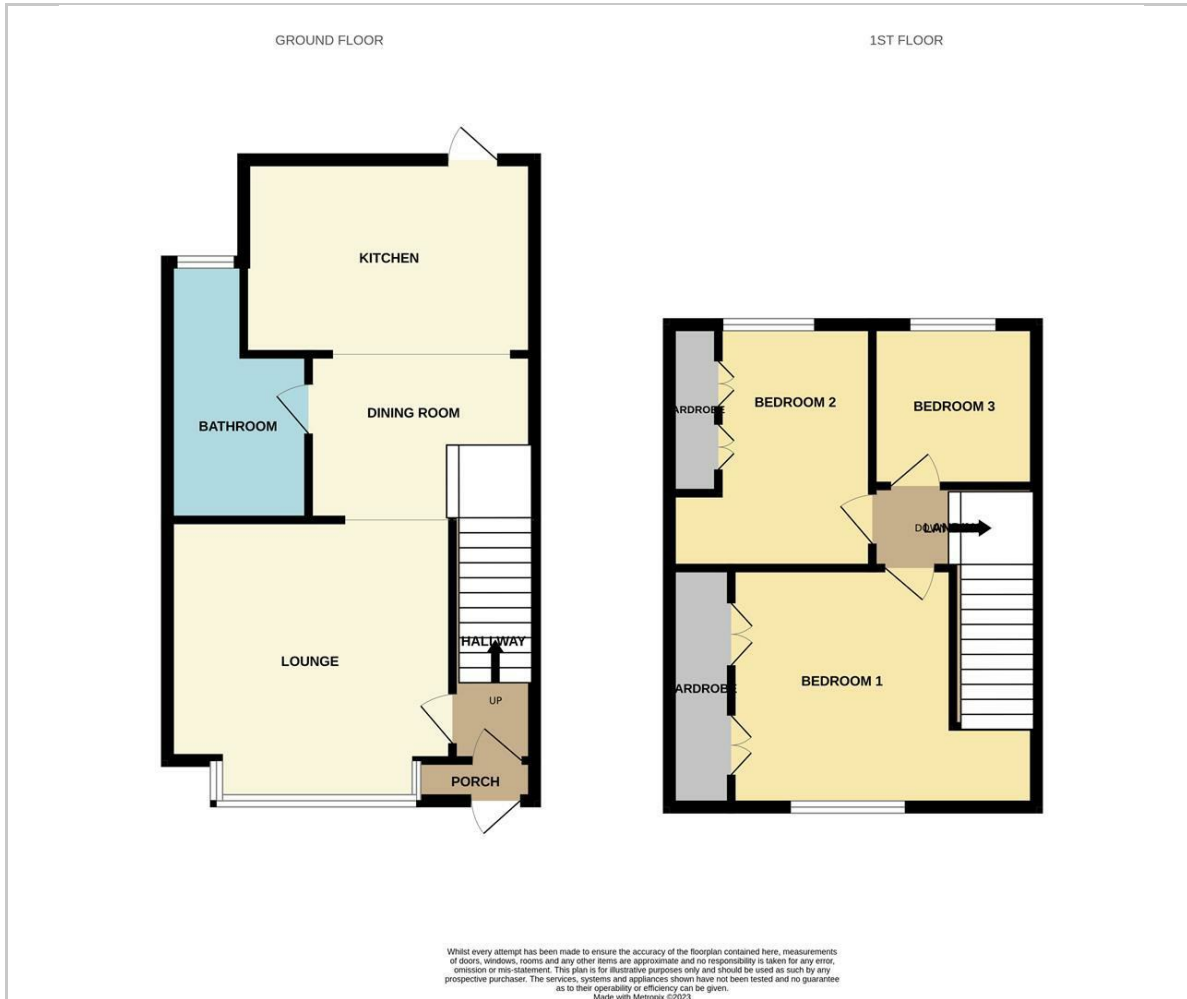 GROUND FLOOR
1ST FLOOR
KITCHEN
BATHROOM
DINING ROOM
LOUNGE
HALLWAY
UP
PORCH
ARDROBE
BEDROOM 2
BEDROOM 3
DOWN
ARDROBE
BEDROOM 1
Whilst every attempt has been made to ensure the accuracy of the floorplan contained here, measurements
of doors, windows, rooms and any other items are approximate and no responsibility is taken for any error,
omission or mis-statement. This plan is for illustrative purposes only and should be used as such by any
prospective purchaser. The services, systems and appliances shown have not been tested and no guarantee
as to their operability or efficiency can be given.
Made with Metropix ©2023